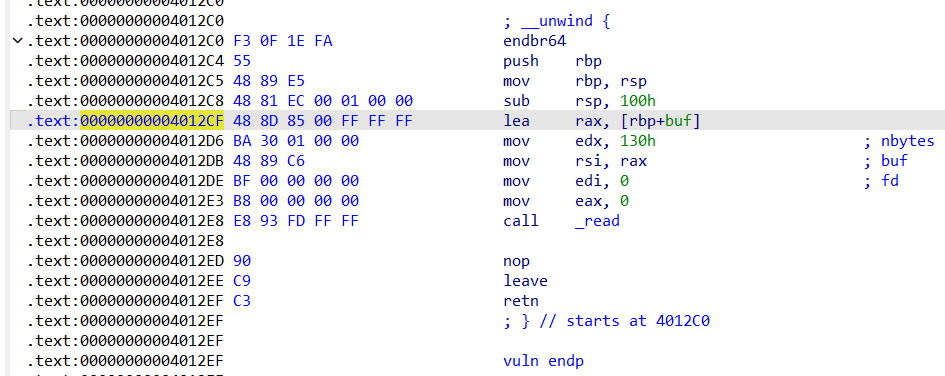 .text:00000000004012C0
.text:00000000004012C0 ; __unwind {
.text:00000000004012C0 F3 0F 1E FA endbr64
.text:00000000004012C4 55 push rbp
.text:00000000004012C5 48 89 E5 mov rbp, rsp
.text:00000000004012C8 48 81 EC 00 01 00 00 sub rsp, 100h
.text:00000000004012CF 48 8D 85 00 FF FF FF lea rax, [rbp+buf]
.text:00000000004012D6 BA 30 01 00 00 mov edx, 130h ; nbytes
.text:00000000004012DB 48 89 C6 mov rsi, rax ; buf
.text:00000000004012DE BF 00 00 00 00 mov edi, 0 ; fd
.text:00000000004012E3 B8 00 00 00 00 mov eax, 0
.text:00000000004012E8 E8 93 FD FF FF call _read
.text:00000000004012E8
.text:00000000004012ED 90 nop
.text:00000000004012EE C9 leave
.text:00000000004012EF C3 retn
.text:00000000004012EF ; } // starts at 4012C0
.text:00000000004012EF
.text:00000000004012EF vuln endp